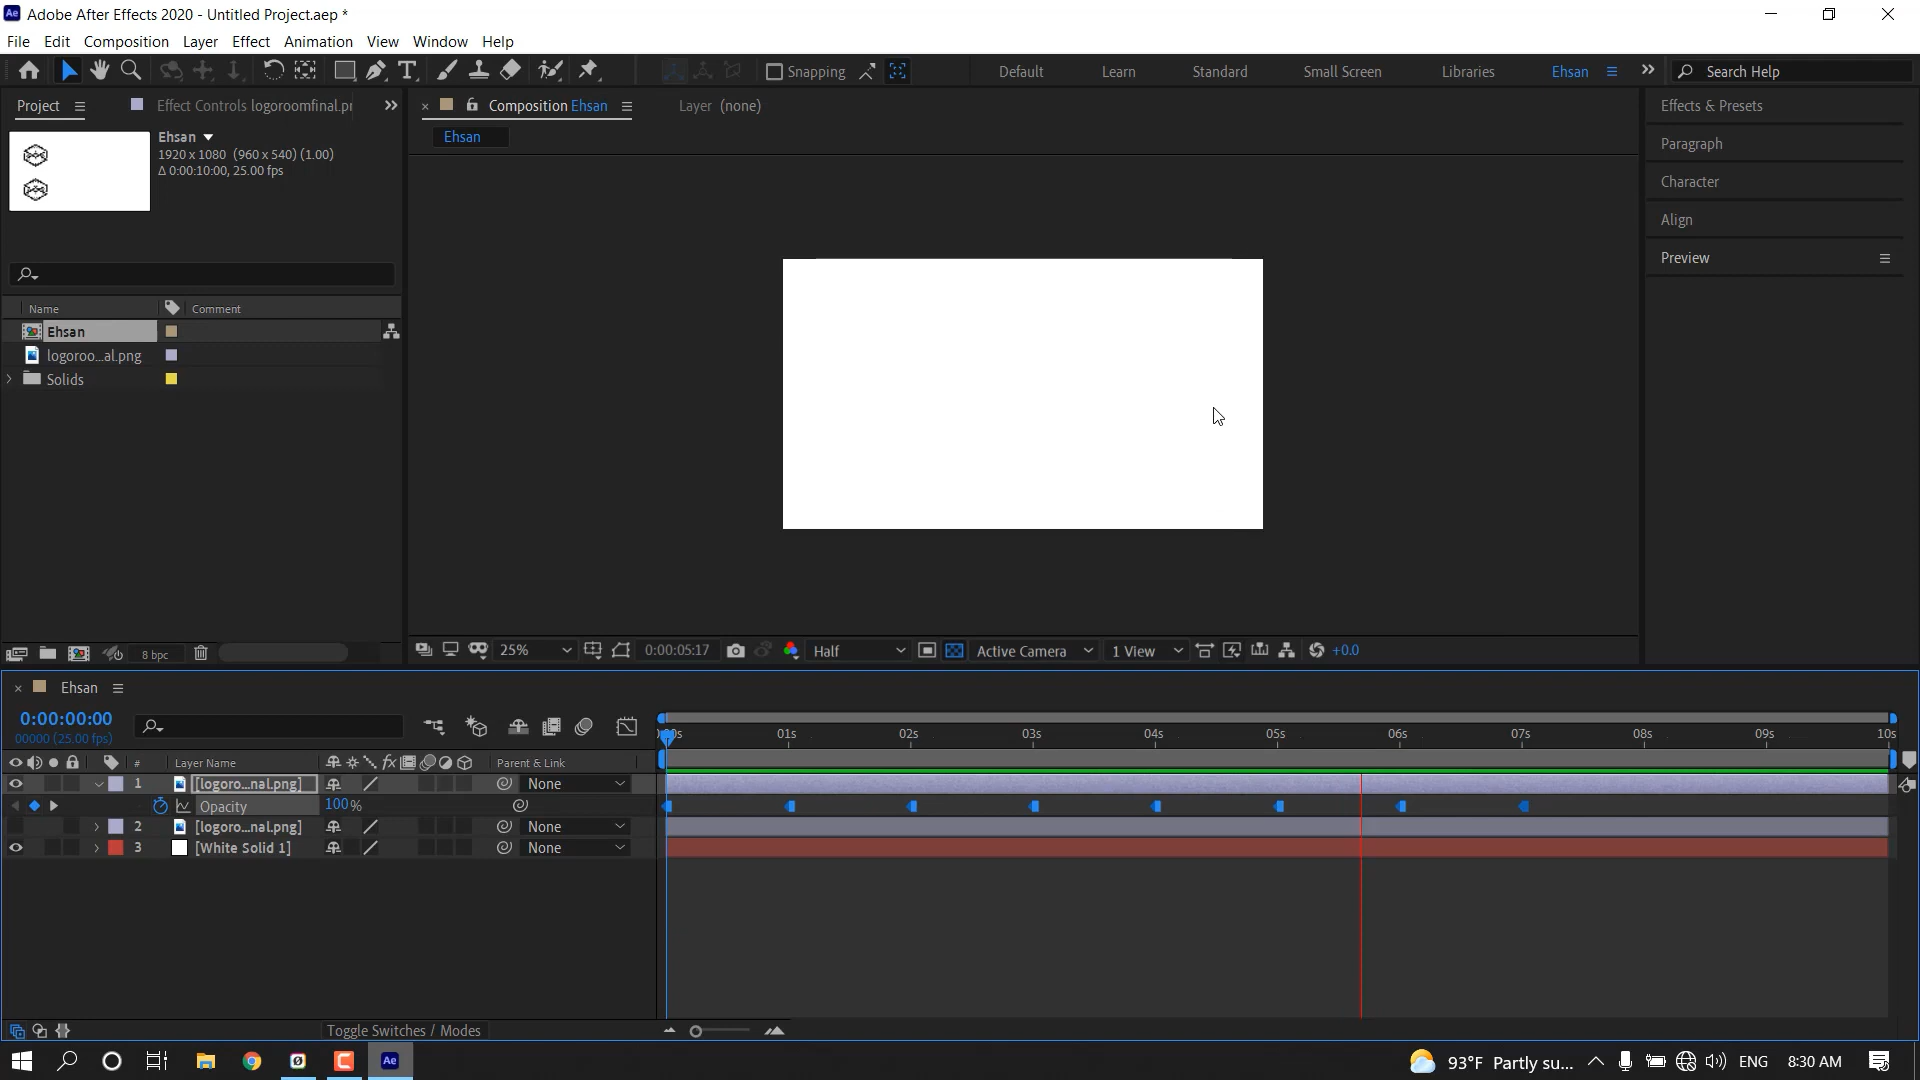 Adobe After Effects 2020 - Untitled Project.aep *
File Edit Composition Layer Effect Animation View Window Help
Snapping
Default Learn Standard Small Screen Libraries Ehsan
Search Help
Project
Effect Controls logoroomfinal.pr
Composition Ehsan
Layer (none)
Effects & Presets
Ehsan
1920 x 1080 (960 x 540) (1.00)
Δ 0:00:10:00, 25.00 fps
Ehsan
Paragraph
Character
Align
Preview
Name Comment
Ehsan
logoroo...al.png
Solids
8 bpc
25% 0:00:05:17 Half Active Camera 1 View +0.0
Ehsan
0:00:00:00
00000 (25.00 fps)
01s 02s 03s 04s 05s 06s 07s 08s 09s 10s
# Layer Name fx Parent & Link
1 [logoro...nal.png] None
Opacity 100%
2 [logoro...nal.png] None
3 [White Solid 1] None
Toggle Switches / Modes
Ae 93°F Partly su... ENG 8:30 AM